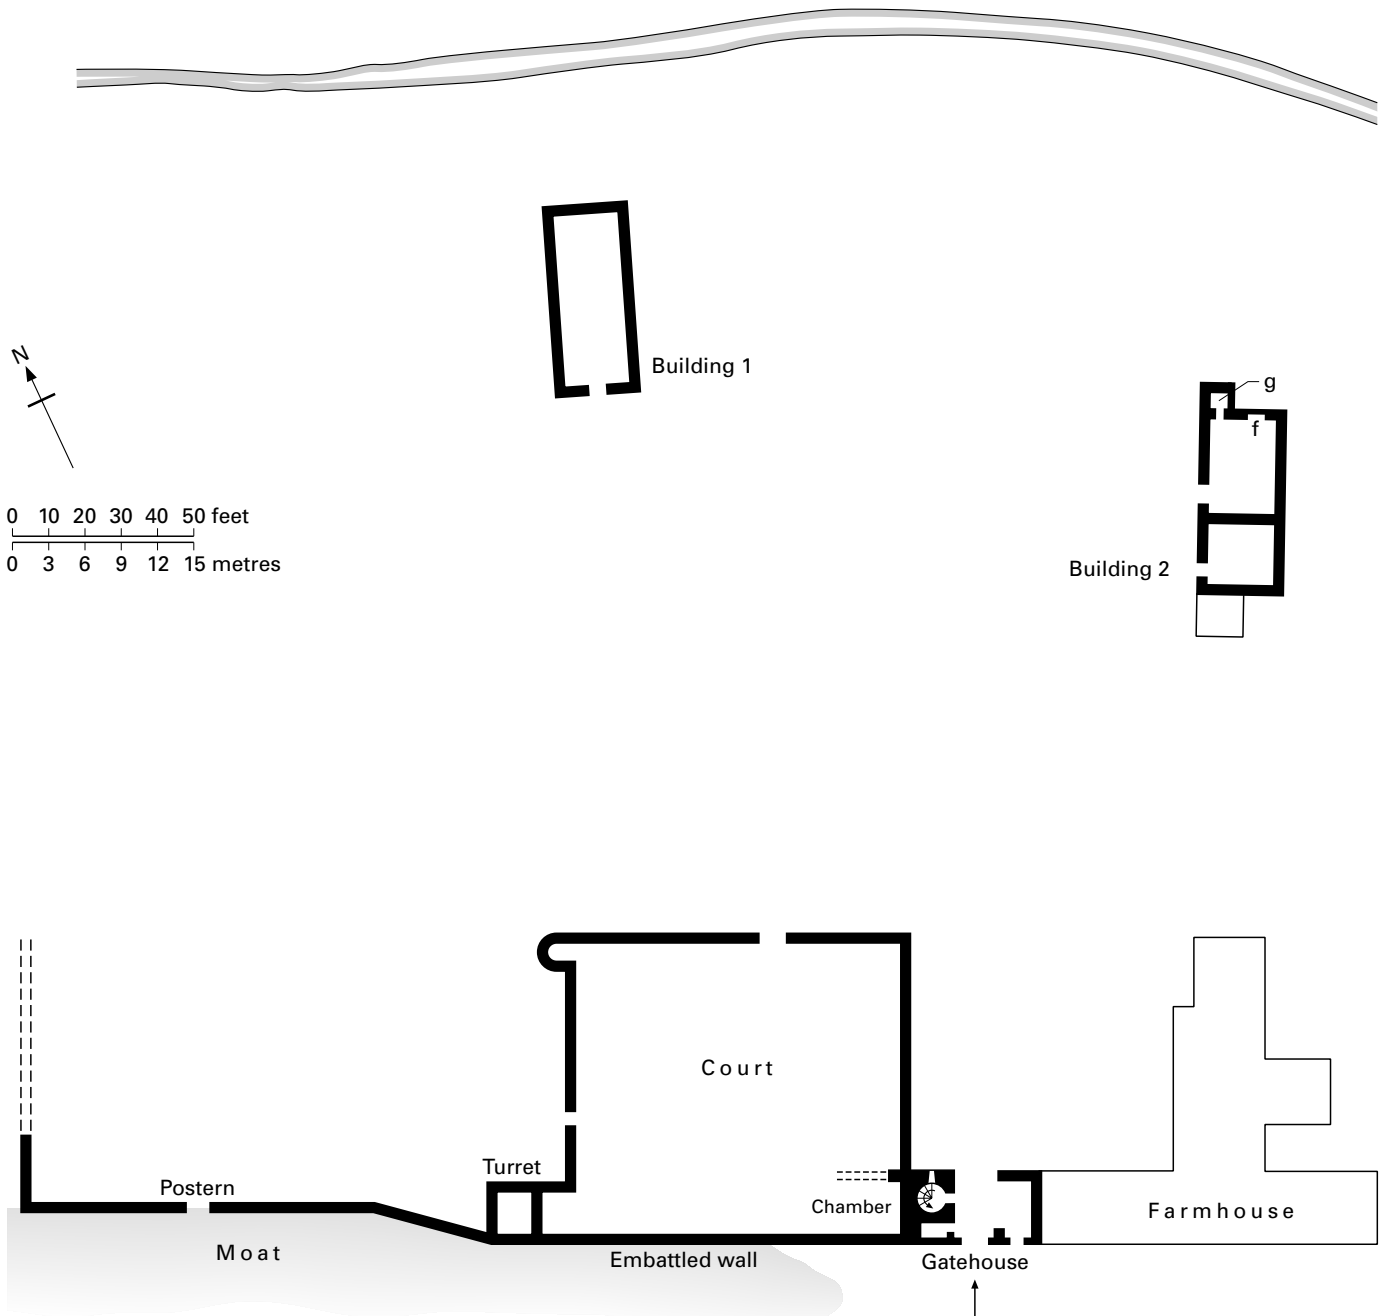 Building 1
N
g
f
0 10 20 30 40 50 feet
0 3 6 9 12 15 metres
Building 2
Court
Turret
Postern
Chamber
Farmhouse
Moat
Embattled wall
Gatehouse